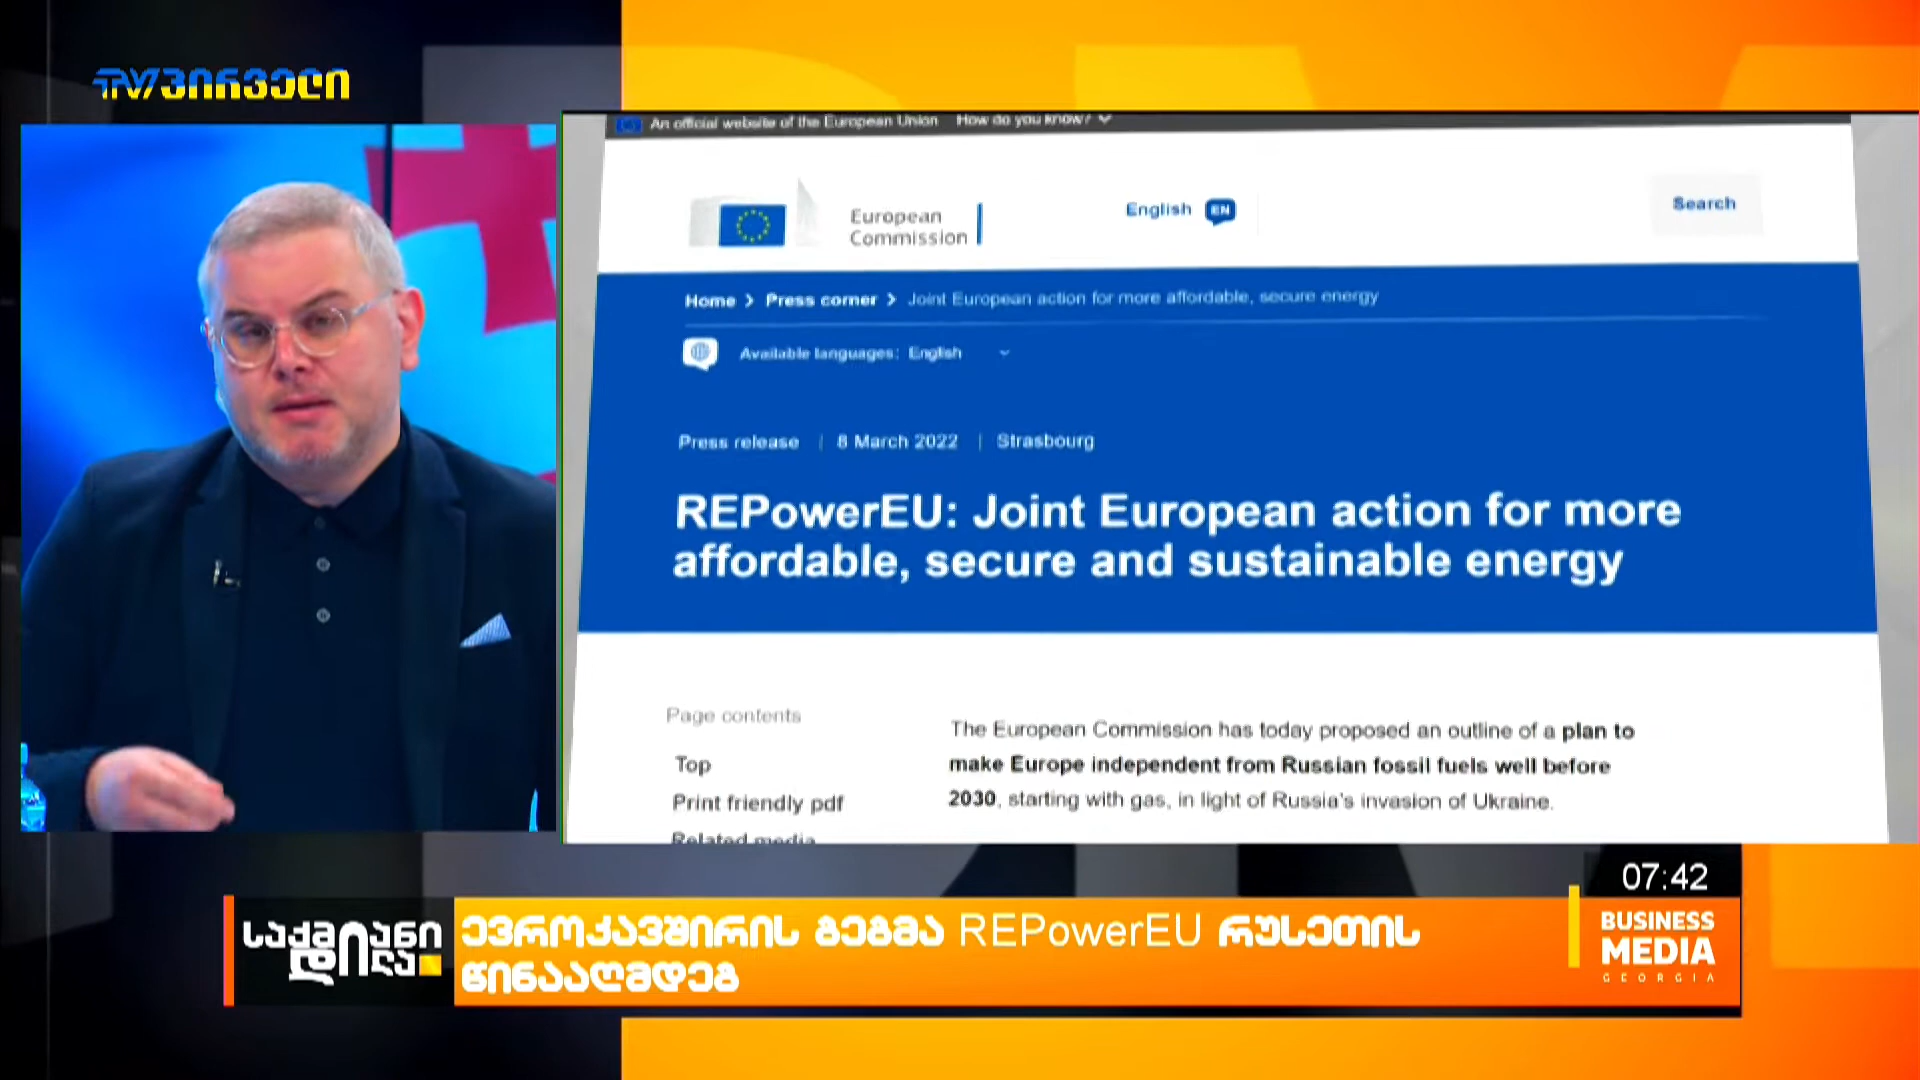 TV პირველი
An official website of the European Union How do you know?
European
Commission
English EN
Search
Home > Press corner > Joint European action for more affordable, secure energy
Available languages: English
Press release | 8 March 2022 | Strasbourg
REPowerEU: Joint European action for more
affordable, secure and sustainable energy
Page contents
Top
Print friendly pdf
Related media
The European Commission has today proposed an outline of a plan to
make Europe independent from Russian fossil fuels well before
2030, starting with gas, in light of Russia's invasion of Ukraine.
07:42
საქმიანი
დილა
ევროკავშირის გეგმა REPowerEU რუსეთის
წინააღმდეგ
BUSINESS
MEDIA
GEORGIA